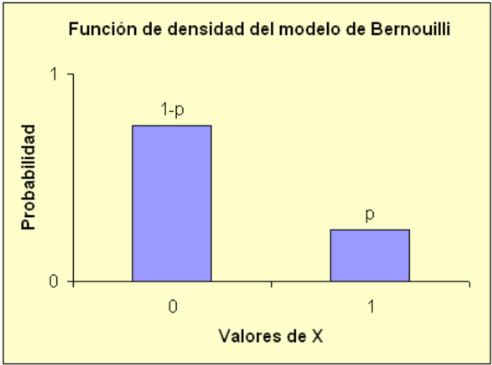 Función de densidad del modelo de Bernouilli
1
1-p
Probabilidad
p
0
0
1
Valores de X